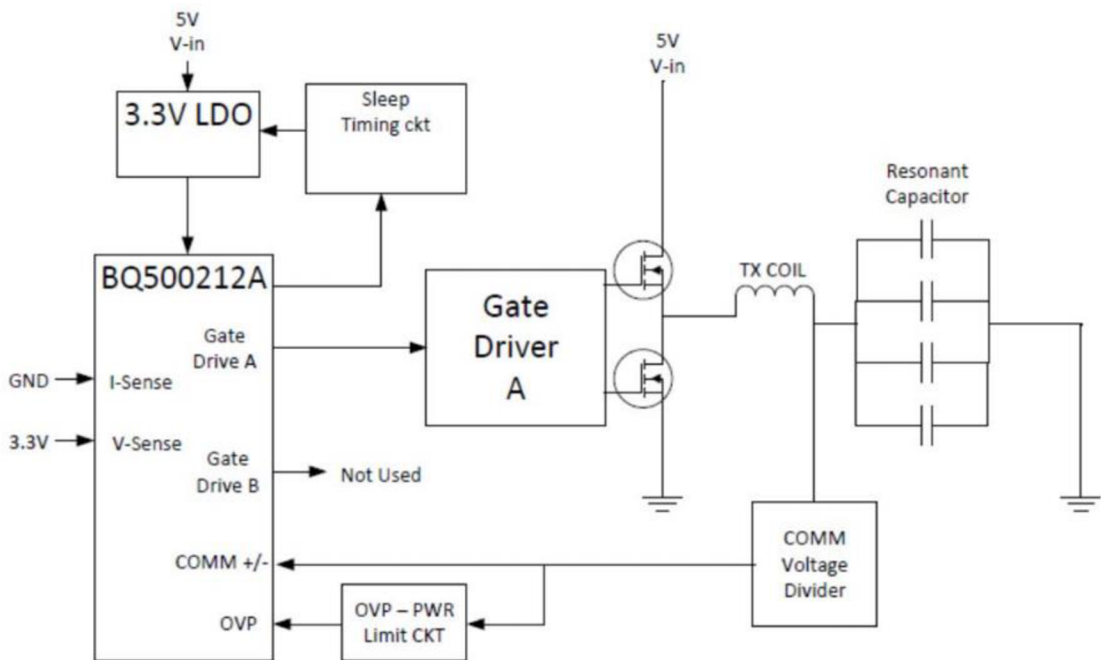 5V
V-in
3.3V LDO
Sleep
Timing ckt
5V
V-in
Resonant
Capacitor
BQ500212A
TX COIL
Gate
Driver
A
Gate
Drive A
GND
I-Sense
3.3V
V-Sense
Gate
Drive B
Not Used
COMM +/-
COMM
Voltage
Divider
OVP
OVP – PWR
Limit CKT